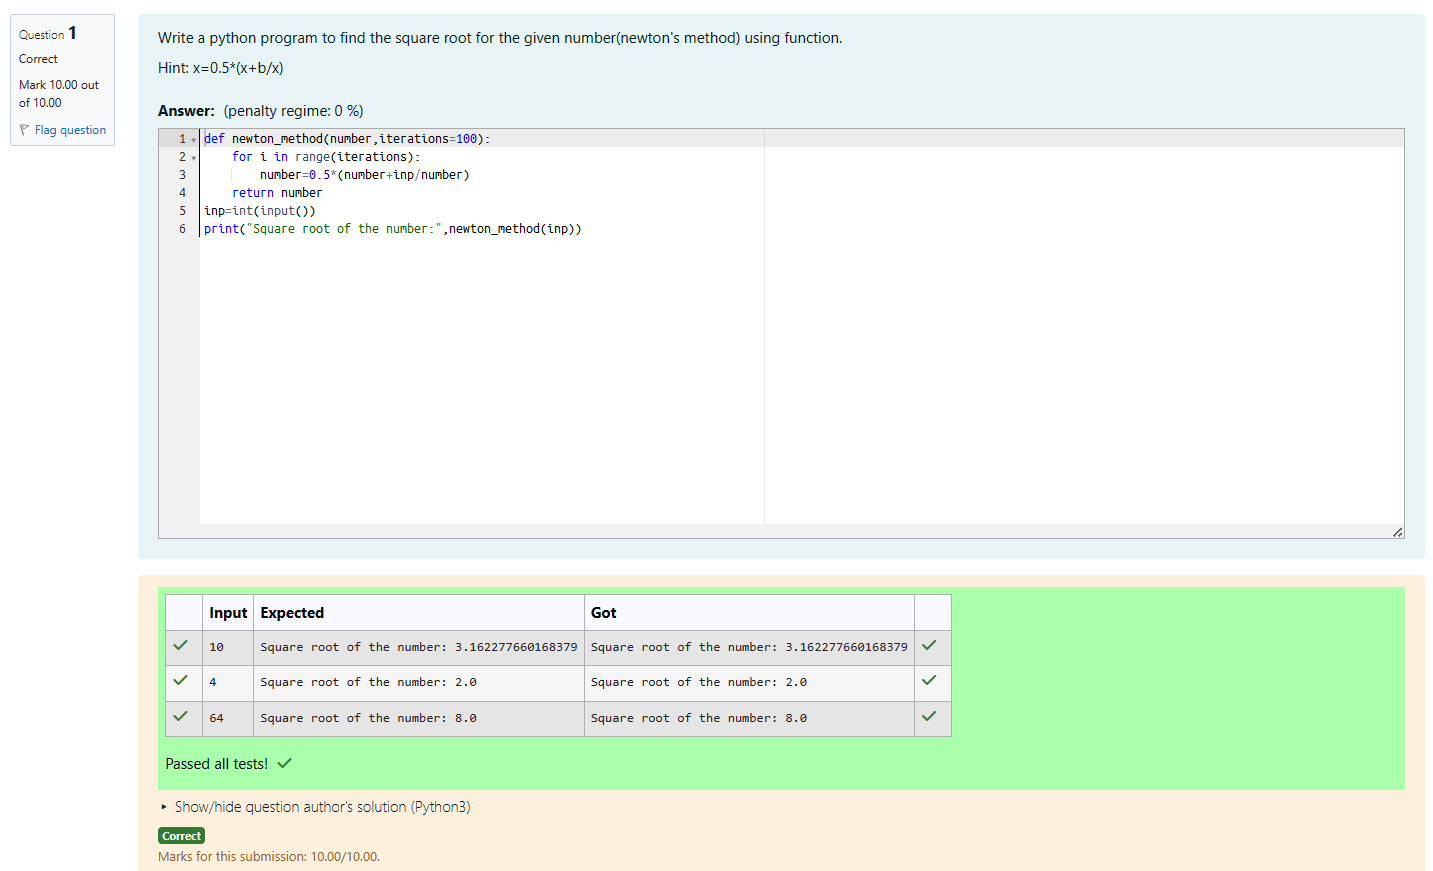 Question 1
Correct
Mark 10.00 out
of 10.00
Flag question
Write a python program to find the square root for the given number(newton's method) using function.
Hint: x=0.5*(x+b/x)
Answer: (penalty regime: 0 %)
1 def newton_method(number,iterations=100):
2     for i in range(iterations):
3         number=0.5*(number+inp/number)
4     return number
5 inp=int(input())
6 print("Square root of the number:",newton_method(inp))
Input Expected Got
10 Square root of the number: 3.162277660168379 Square root of the number: 3.162277660168379
4 Square root of the number: 2.0 Square root of the number: 2.0
64 Square root of the number: 8.0 Square root of the number: 8.0
Passed all tests!
Show/hide question author's solution (Python3)
Correct
Marks for this submission: 10.00/10.00.